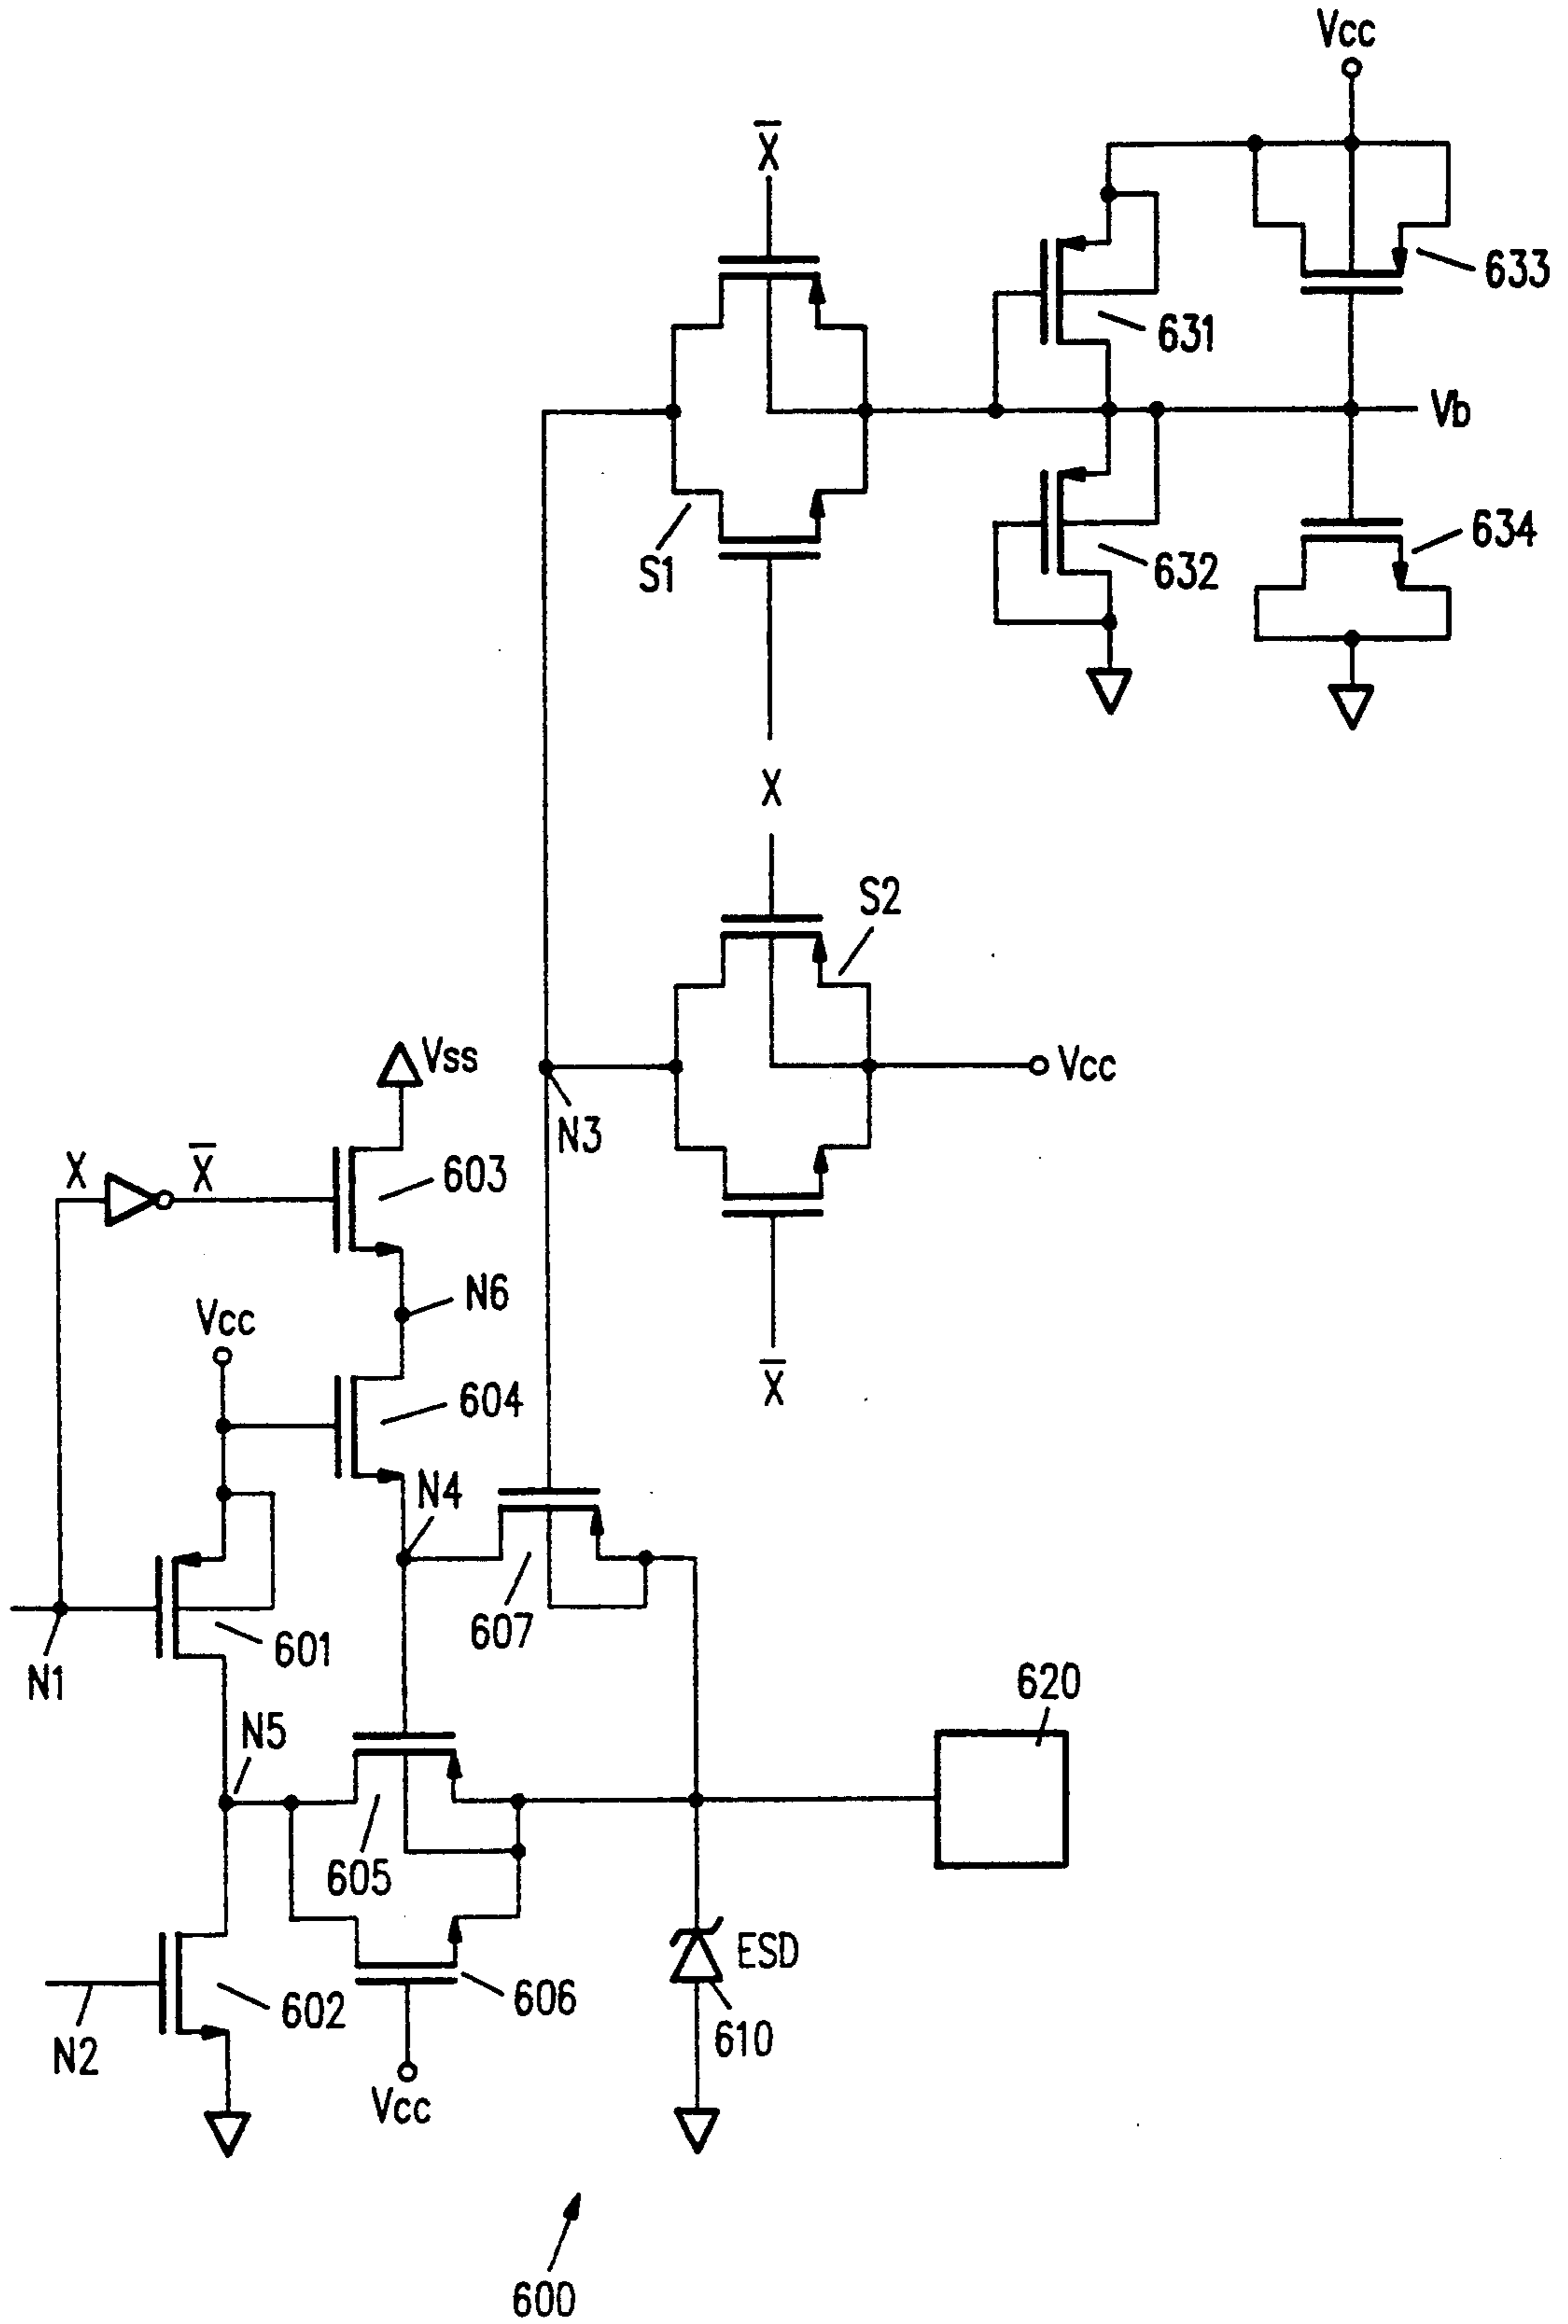 Vcc
X̅
633
631
Vb
634
632
S1
X
S2
Vss
Vcc
N3
X
X̅
603
N6
Vcc
X̅
604
N4
607
601
N1
620
N5
605
ESD
606
602
610
N2
Vcc
600